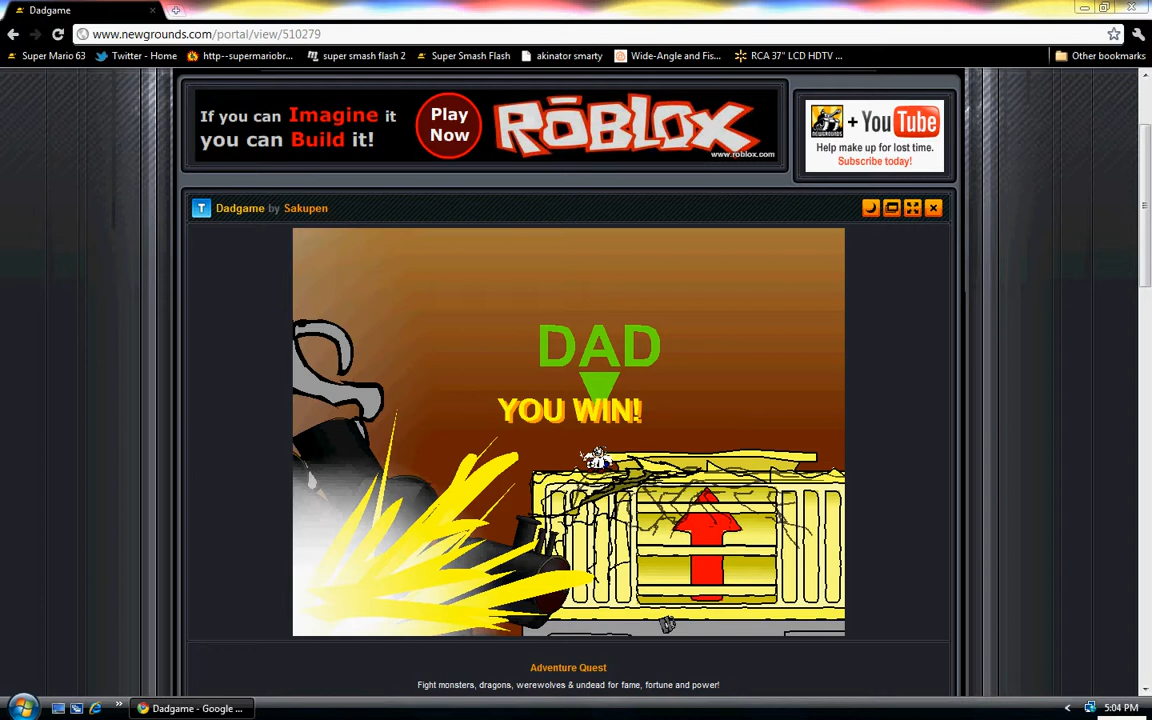 Dadgame
www.newgrounds.com/portal/view/510279
Super Mario 63
Twitter - Home
http--supermariobr...
super smash flash 2
Super Smash Flash
akinator smarty
Wide-Angle and Fis...
RCA 37" LCD HDTV ...
Other bookmarks
If you can Imagine it
you can Build it!
Play
Now
ROBLOX
www.roblox.com
+ You Tube
Help make up for lost time.
Subscribe today!
T
Dadgame by Sakupen
DAD
YOU WIN!
Adventure Quest
Fight monsters, dragons, werewolves & undead for fame, fortune and power!
Dadgame - Google ...
5:04 PM